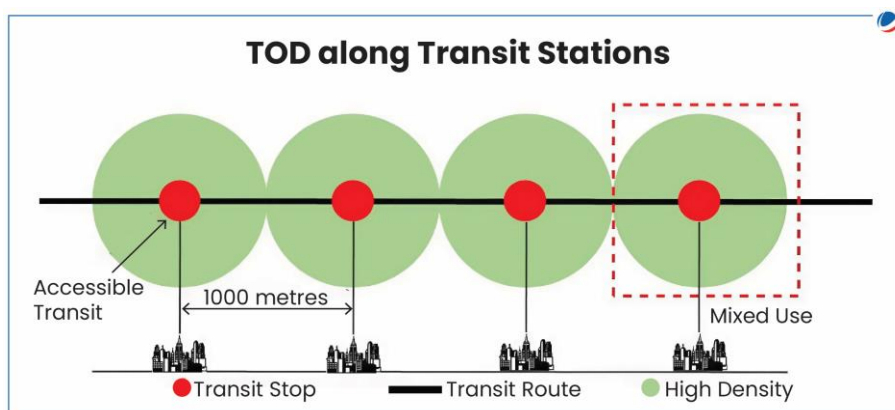 TOD along Transit Stations
Accessible
Transit
1000 metres
Mixed Use
Transit Stop
Transit Route
High Density